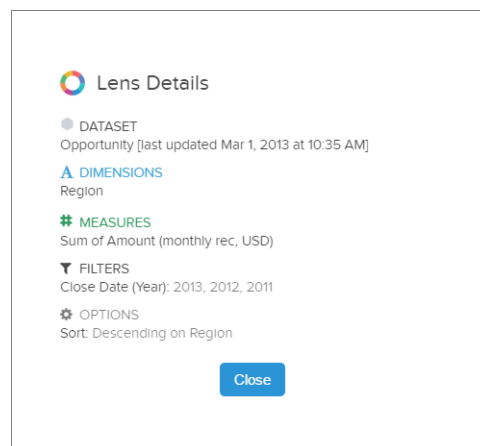 Lens Details
DATASET
Opportunity [last updated Mar 1, 2013 at 10:35 AM]
DIMENSIONS
Region
MEASURES
Sum of Amount (monthly rec, USD)
FILTERS
Close Date (Year): 2013, 2012, 2011
OPTIONS
Sort: Descending on Region
Close